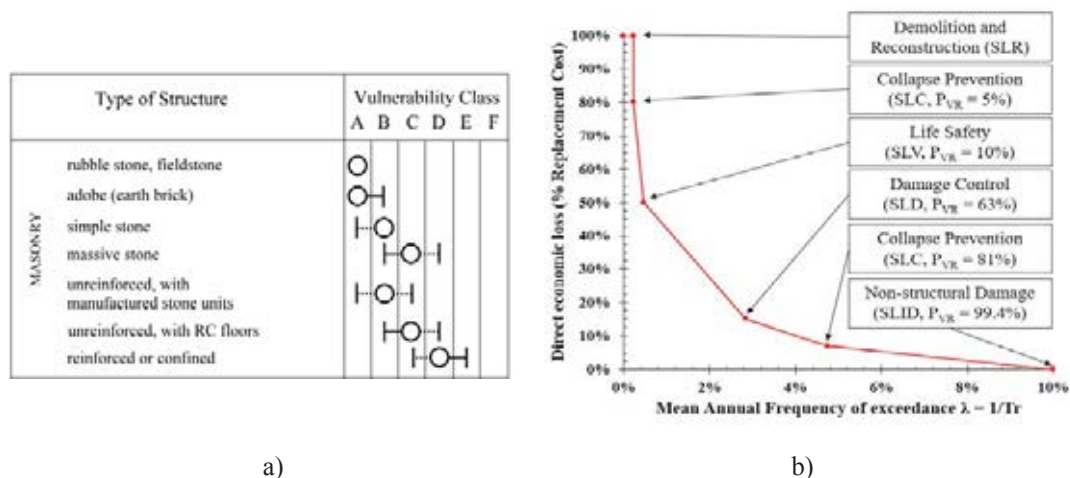 Type of Structure
Vulnerability Class
A B C D E F
MASONRY
rubble stone, fieldstone
adobe (earth brick)
simple stone
massive stone
unreinforced, with
manufactured stone units
unreinforced, with RC floors
reinforced or confined
a)
Direct economic loss (% Replacement Cost)
100%
90%
80%
70%
60%
50%
40%
30%
20%
10%
0%
0% 2% 4% 6% 8% 10%
Mean Annual Frequency of exceedance λ = 1/Tr
Demolition and
Reconstruction (SLR)
Collapse Prevention
(SLC, PVR = 5%)
Life Safety
(SLV, PVR = 10%)
Damage Control
(SLD, PVR = 63%)
Collapse Prevention
(SLC, PVR = 81%)
Non-structural Damage
(SLID, PVR = 99.4%)
b)